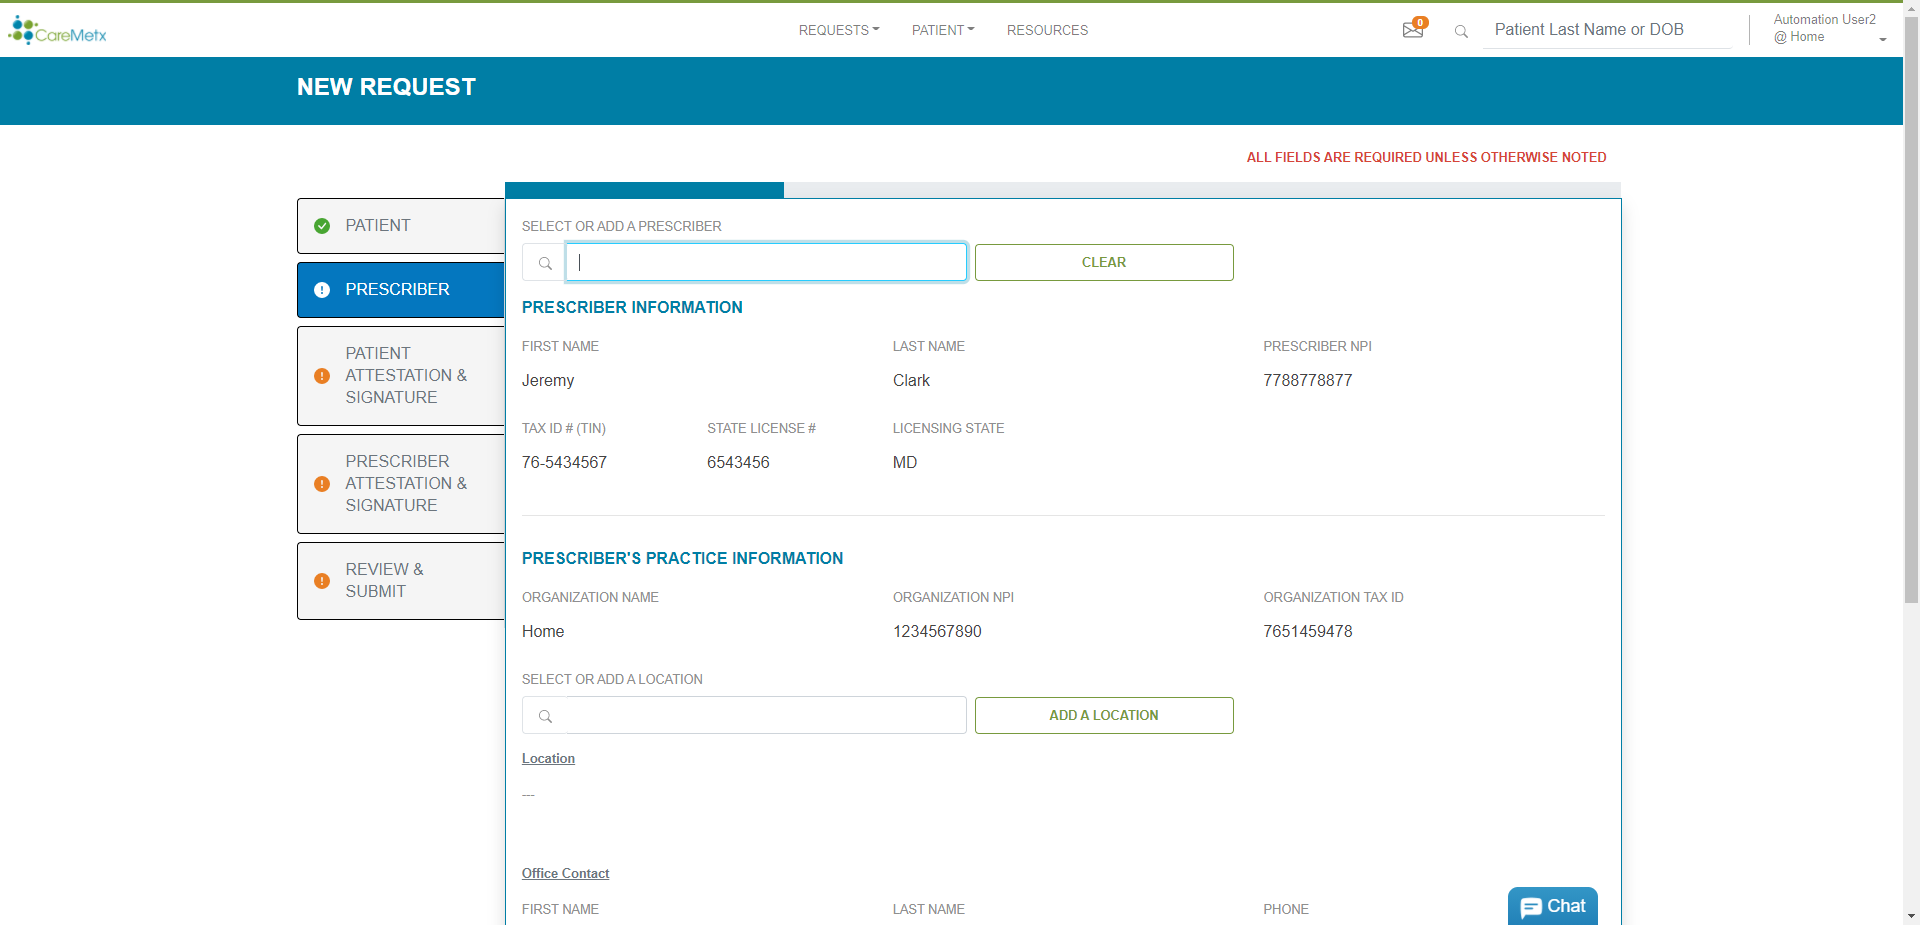 CareMetx
REQUESTS
PATIENT
RESOURCES
0
Patient Last Name or DOB
Automation User2
@ Home
NEW REQUEST
ALL FIELDS ARE REQUIRED UNLESS OTHERWISE NOTED
PATIENT
PRESCRIBER
PATIENT
ATTESTATION &
SIGNATURE
PRESCRIBER
ATTESTATION &
SIGNATURE
REVIEW &
SUBMIT
SELECT OR ADD A PRESCRIBER
CLEAR
PRESCRIBER INFORMATION
FIRST NAME LAST NAME PRESCRIBER NPI
Jeremy Clark 7788778877
TAX ID # (TIN) STATE LICENSE # LICENSING STATE
76-5434567 6543456 MD
PRESCRIBER'S PRACTICE INFORMATION
ORGANIZATION NAME ORGANIZATION NPI ORGANIZATION TAX ID
Home 1234567890 7651459478
SELECT OR ADD A LOCATION
ADD A LOCATION
Location
---
Office Contact
FIRST NAME LAST NAME PHONE
Chat